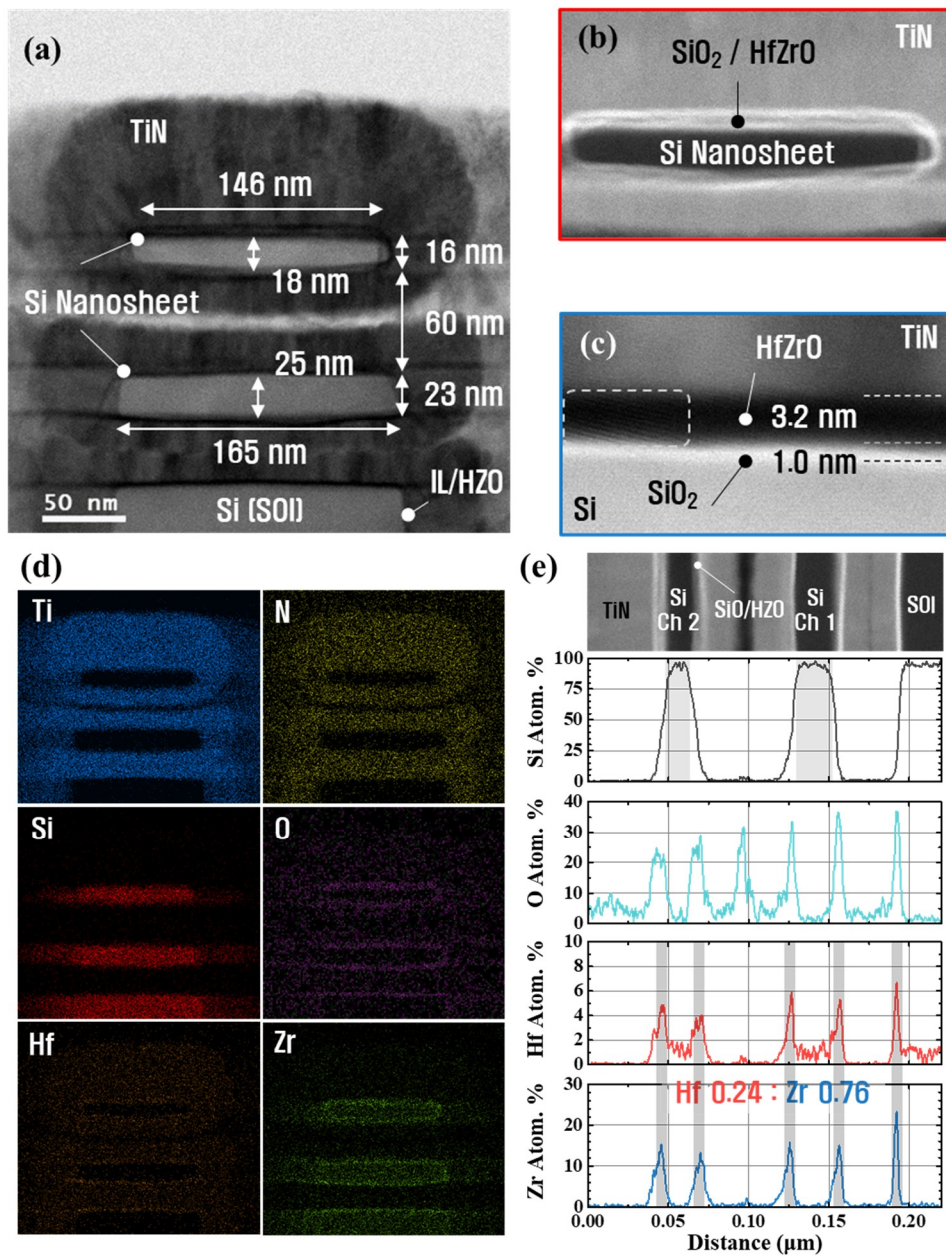 (a)
TiN
146 nm
16 nm
18 nm
Si Nanosheet
60 nm
25 nm
23 nm
165 nm
IL/HZO
50 nm
Si (SOI)
(b)
TiN
SiO₂ / HfZrO
Si Nanosheet
(c)
HfZrO
TiN
3.2 nm
1.0 nm
SiO₂
Si
(d)
Ti
N
Si
O
Hf
Zr
(e)
TiN
Si Ch 2
SiO/HZO
Si Ch 1
SOI
Si Atom. %
100
75
50
25
0
O Atom. %
40
30
20
10
0
Hf Atom. %
10
8
6
4
2
0
Hf 0.24 : Zr 0.76
Zr Atom. %
30
20
10
0
0.00 0.05 0.10 0.15 0.20
Distance (μm)